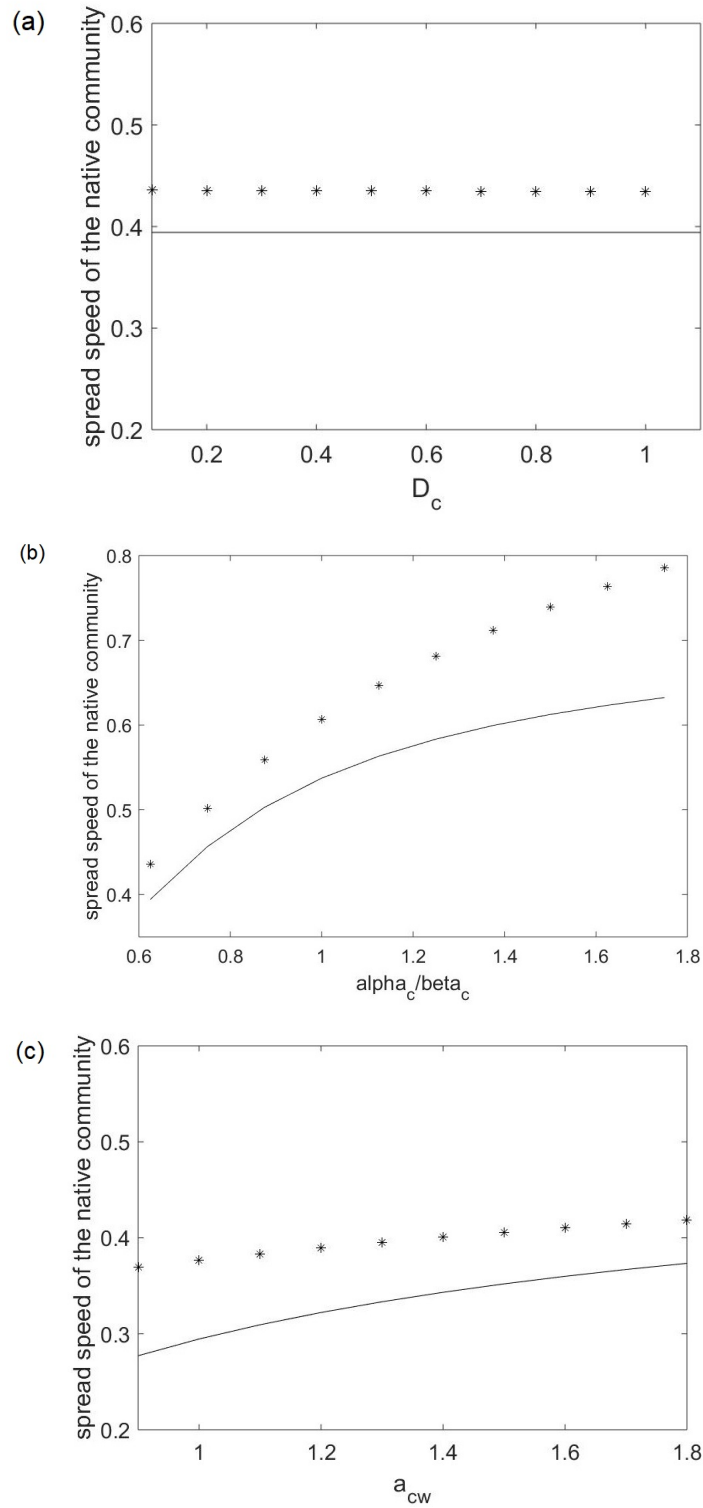 (a)
spread speed of the native community
0.6
0.5
0.4
0.3
0.2
0.2 0.4 0.6 0.8 1
D_c
(b)
spread speed of the native community
0.8
0.7
0.6
0.5
0.4
0.6 0.8 1 1.2 1.4 1.6 1.8
alpha_c/beta_c
(c)
spread speed of the native community
0.6
0.5
0.4
0.3
0.2
1 1.2 1.4 1.6 1.8
a_cw